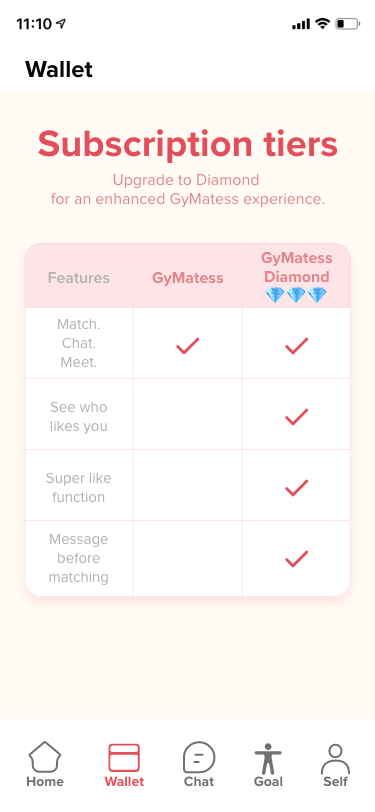 11:10
Wallet
Subscription tiers
Upgrade to Diamond
for an enhanced GyMatess experience.
Features
GyMatess
GyMatess
Diamond
💎💎💎
Match.
Chat.
Meet.
See who
likes you
Super like
function
Message
before
matching
Home
Wallet
Chat
Goal
Self